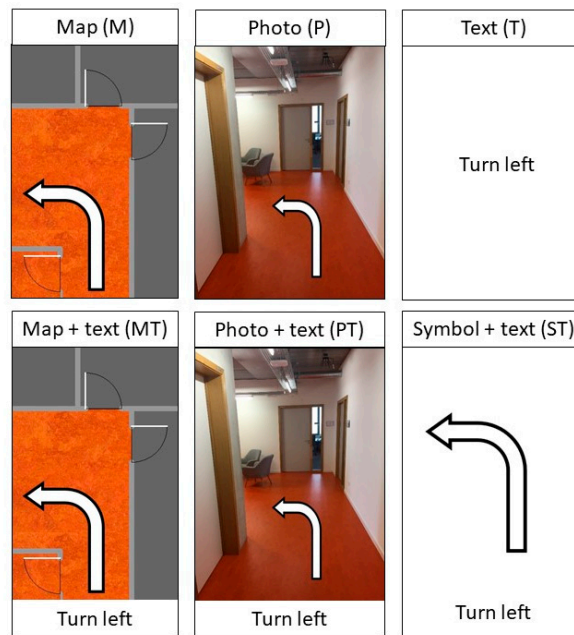 Map (M)
Photo (P)
Text (T)
Turn left
Map + text (MT)
Photo + text (PT)
Symbol + text (ST)
Turn left
Turn left
Turn left